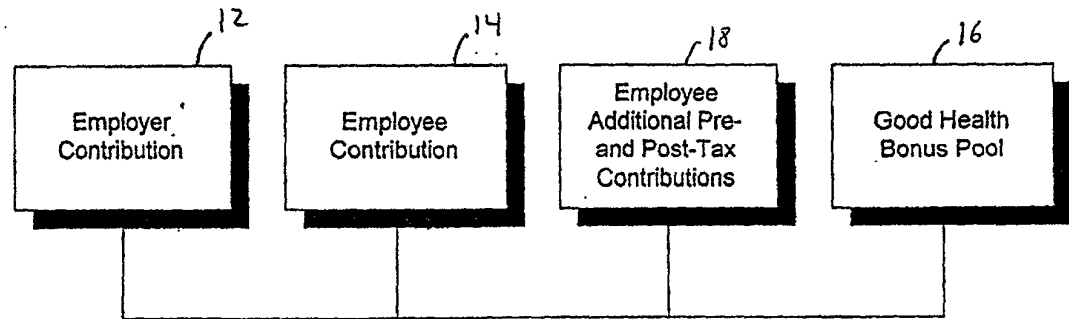 12
14
18
16
Employer
Contribution
Employee
Contribution
Employee
Additional Pre-
and Post-Tax
Contributions
Good Health
Bonus Pool